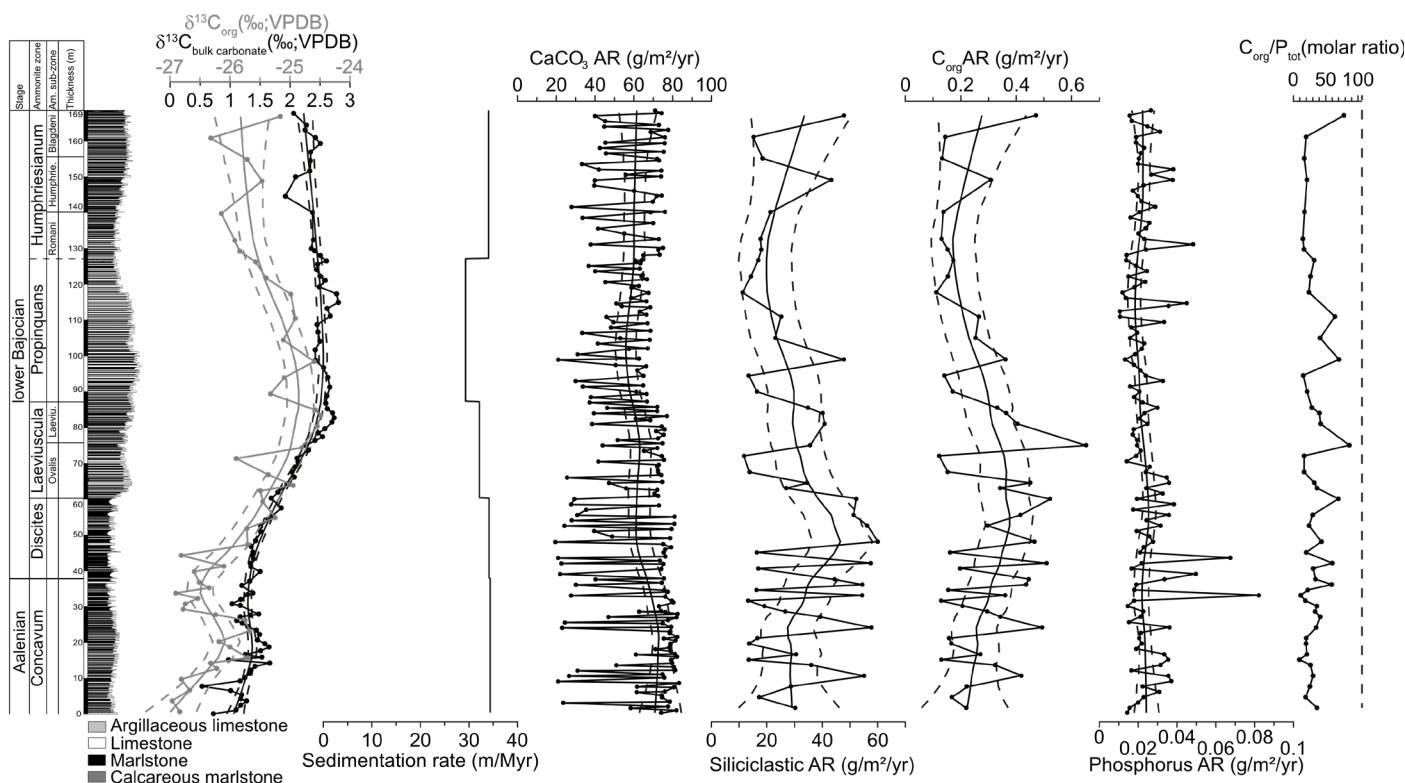 δ¹³Corg(‰;VPDB)
δ¹³Cbulk carbonate(‰;VPDB)
-27 -26 -25 -24
0 0.5 1 1.5 2 2.5 3
CaCO₃ AR (g/m²/yr)
0 20 40 60 80 100
CorgAR (g/m²/yr)
0 0.2 0.4 0.6
Corg/Ptot(molar ratio)
0 50 100
Stage
Ammonite zone
Am. sub-zone
Thickness (m)
lower Bajocian
Aalenian
Humphriesianum
Propinquans
Laeviuscula
Discites
Concavum
Blagdeni
Humphrie.
Romani
Laeviu.
Ovalis
169
160
150
140
130
120
110
100
90
80
70
60
50
40
30
20
10
0
Argillaceous limestone
Limestone
Marlstone
Calcareous marlstone
0 10 20 30 40
Sedimentation rate (m/Myr)
0 20 40 60
Siliciclastic AR (g/m²/yr)
0 0.02 0.04 0.06 0.08 0.1
Phosphorus AR (g/m²/yr)